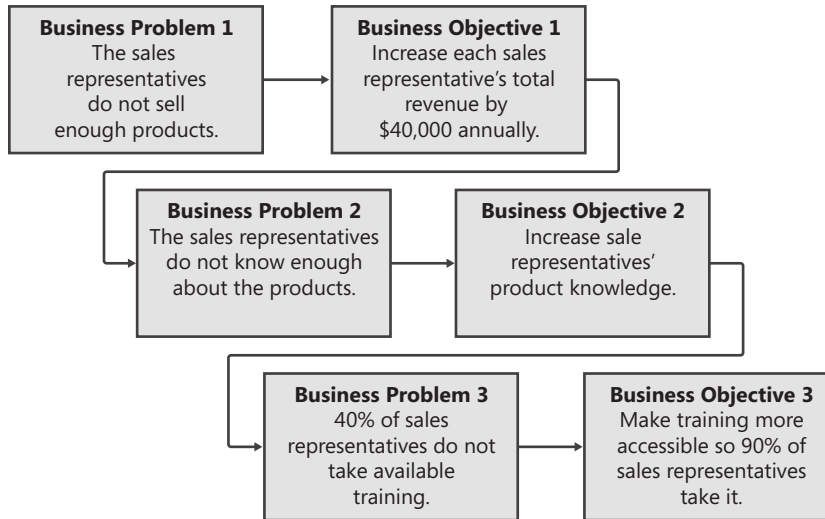 Business Problem 1
The sales
representatives
do not sell
enough products.
Business Objective 1
Increase each sales
representative's total
revenue by
$40,000 annually.
Business Problem 2
The sales representatives
do not know enough
about the products.
Business Objective 2
Increase sale
representatives'
product knowledge.
Business Problem 3
40% of sales
representatives do not
take available
training.
Business Objective 3
Make training more
accessible so 90% of
sales representatives
take it.